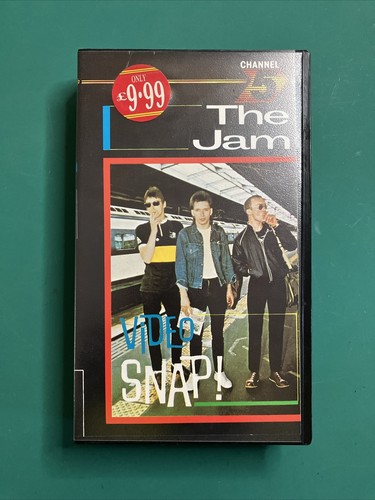 ONLY
£9.99
CHANNEL
5
The
Jam
VIDEO
SNAP!